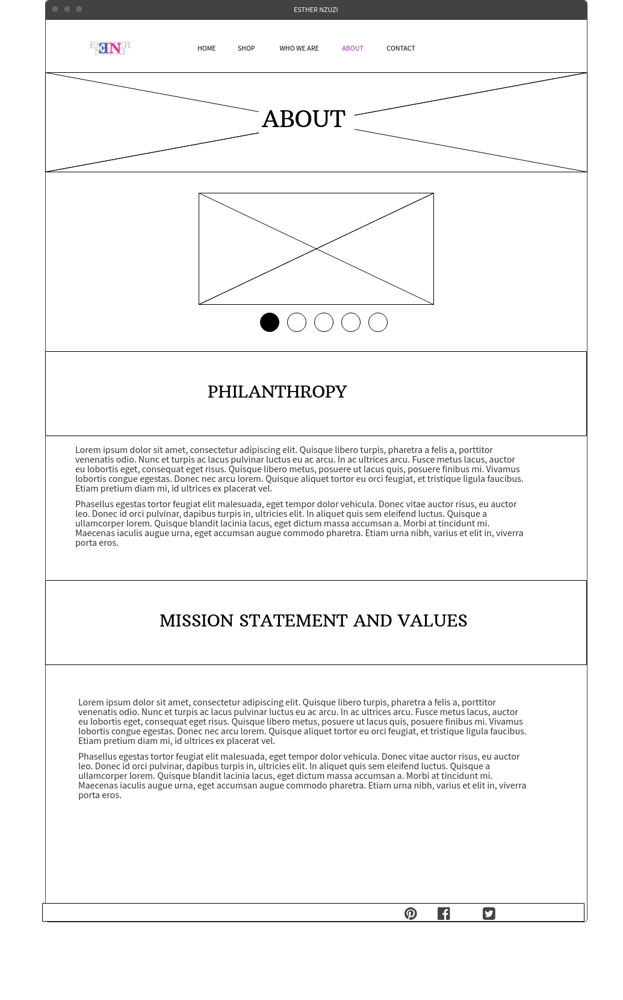 ESTHER NZUZI
ESTHER
NZUZI
EN
HOME SHOP WHO WE ARE ABOUT CONTACT
ABOUT
PHILANTHROPY
Lorem ipsum dolor sit amet, consectetur adipiscing elit. Quisque libero turpis, pharetra a felis a, porttitor
venenatis odio. Nunc et turpis ac lacus pulvinar luctus eu ac arcu. In ac ultrices arcu. Fusce metus lacus, auctor
eu lobortis eget, consequat eget risus. Quisque libero metus, posuere ut lacus quis, posuere finibus mi. Vivamus
lobortis congue egestas. Donec nec arcu lorem. Quisque aliquet tortor eu orci feugiat, et tristique ligula faucibus.
Etiam pretium diam mi, id ultrices ex placerat vel.
Phasellus egestas tortor feugiat elit malesuada, eget tempor dolor vehicula. Donec vitae auctor risus, eu auctor
leo. Donec id orci pulvinar, dapibus turpis in, ultricies elit. In aliquet quis sem eleifend luctus. Quisque a
ullamcorper lorem. Quisque blandit lacinia lacus, eget dictum massa accumsan a. Morbi at tincidunt mi.
Maecenas iaculis augue urna, eget accumsan augue commodo pharetra. Etiam urna nibh, varius et elit in, viverra
porta eros.
MISSION STATEMENT AND VALUES
Lorem ipsum dolor sit amet, consectetur adipiscing elit. Quisque libero turpis, pharetra a felis a, porttitor
venenatis odio. Nunc et turpis ac lacus pulvinar luctus eu ac arcu. In ac ultrices arcu. Fusce metus lacus, auctor
eu lobortis eget, consequat eget risus. Quisque libero metus, posuere ut lacus quis, posuere finibus mi. Vivamus
lobortis congue egestas. Donec nec arcu lorem. Quisque aliquet tortor eu orci feugiat, et tristique ligula faucibus.
Etiam pretium diam mi, id ultrices ex placerat vel.
Phasellus egestas tortor feugiat elit malesuada, eget tempor dolor vehicula. Donec vitae auctor risus, eu auctor
leo. Donec id orci pulvinar, dapibus turpis in, ultricies elit. In aliquet quis sem eleifend luctus. Quisque a
ullamcorper lorem. Quisque blandit lacinia lacus, eget dictum massa accumsan a. Morbi at tincidunt mi.
Maecenas iaculis augue urna, eget accumsan augue commodo pharetra. Etiam urna nibh, varius et elit in, viverra
porta eros.